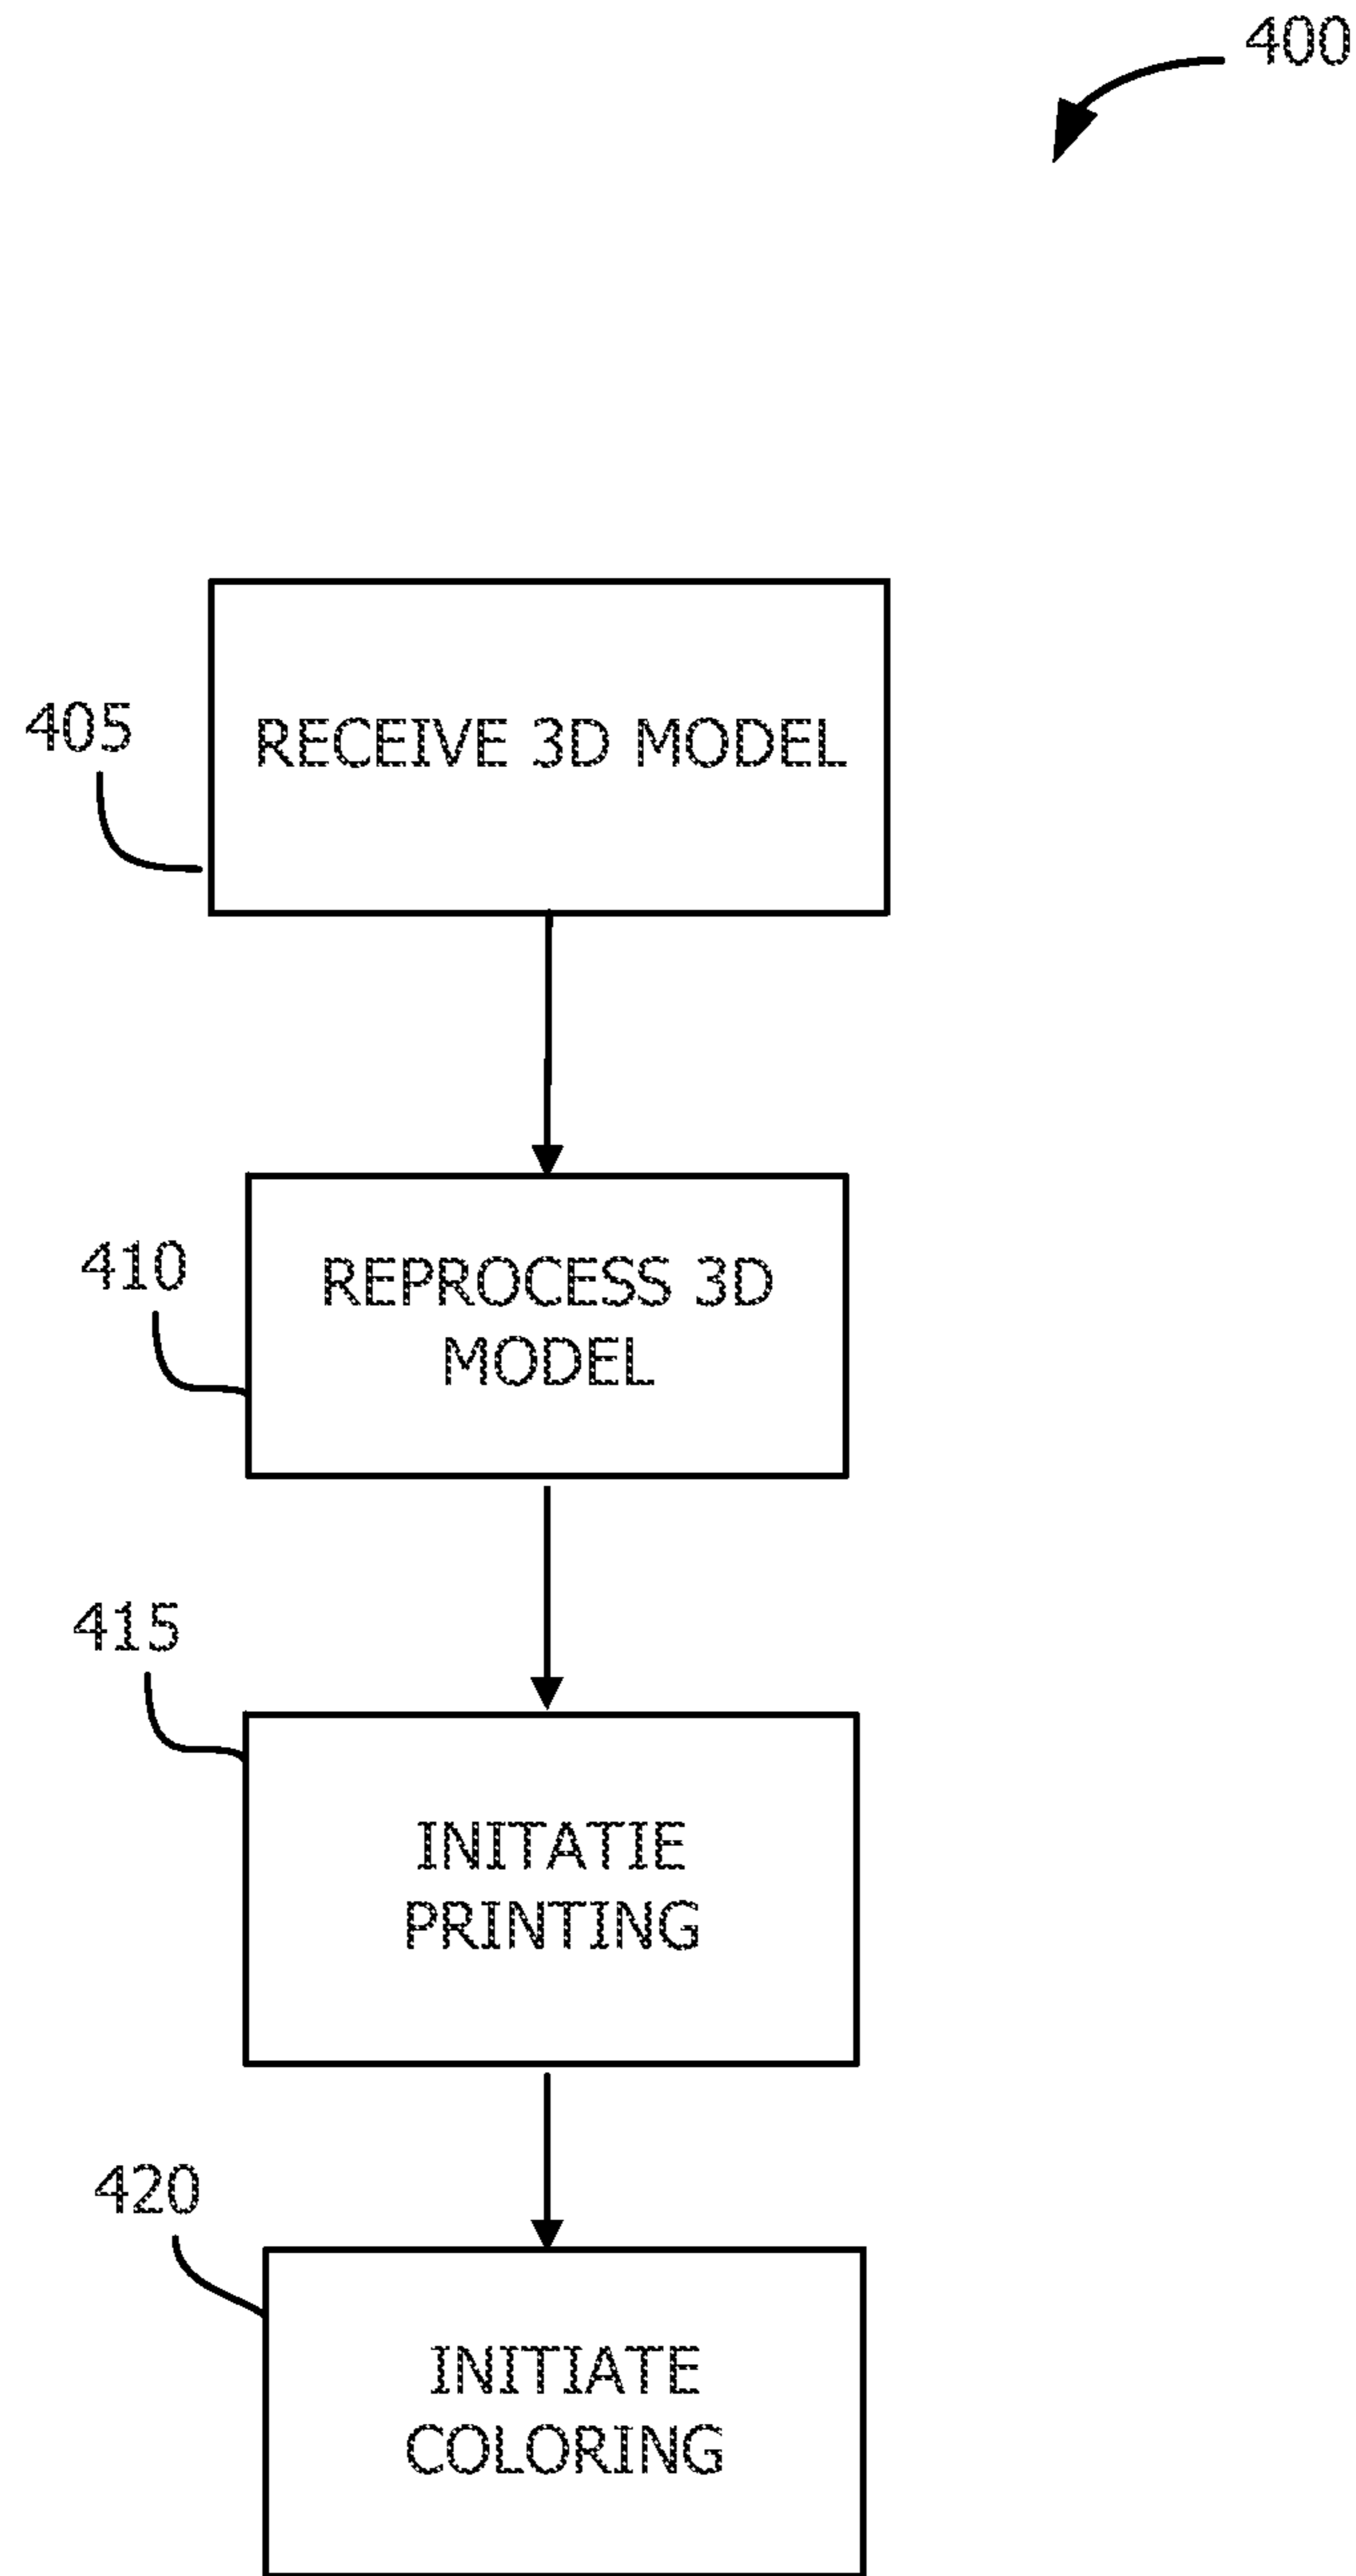 400
405
RECEIVE 3D MODEL
410
REPROCESS 3D
MODEL
415
INITATIE
PRINTING
420
INITIATE
COLORING